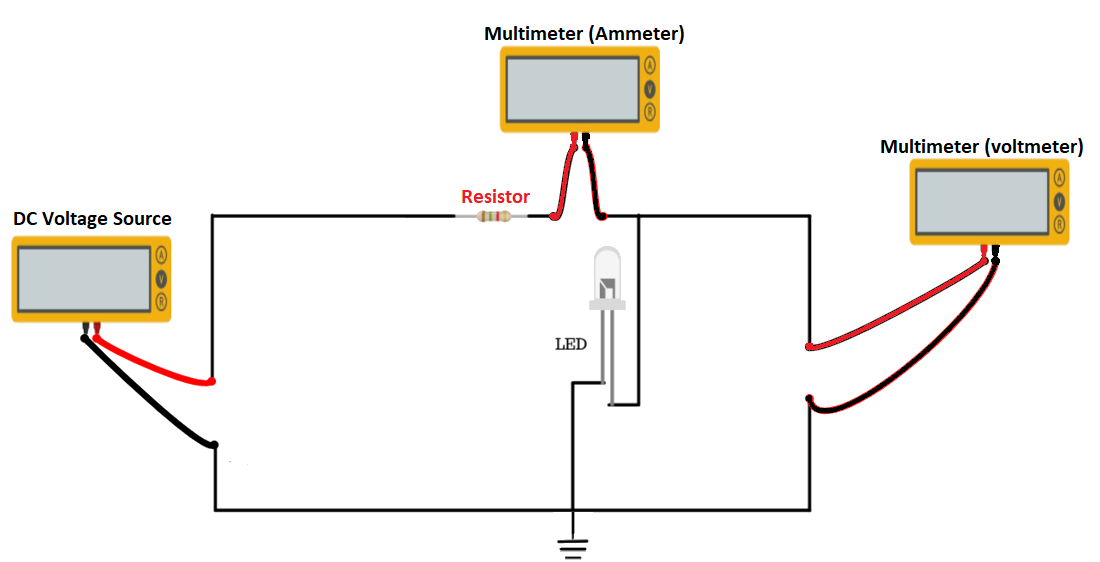 Multimeter (Ammeter)
A
V
R
Multimeter (voltmeter)
A
V
R
Resistor
DC Voltage Source
A
V
R
LED